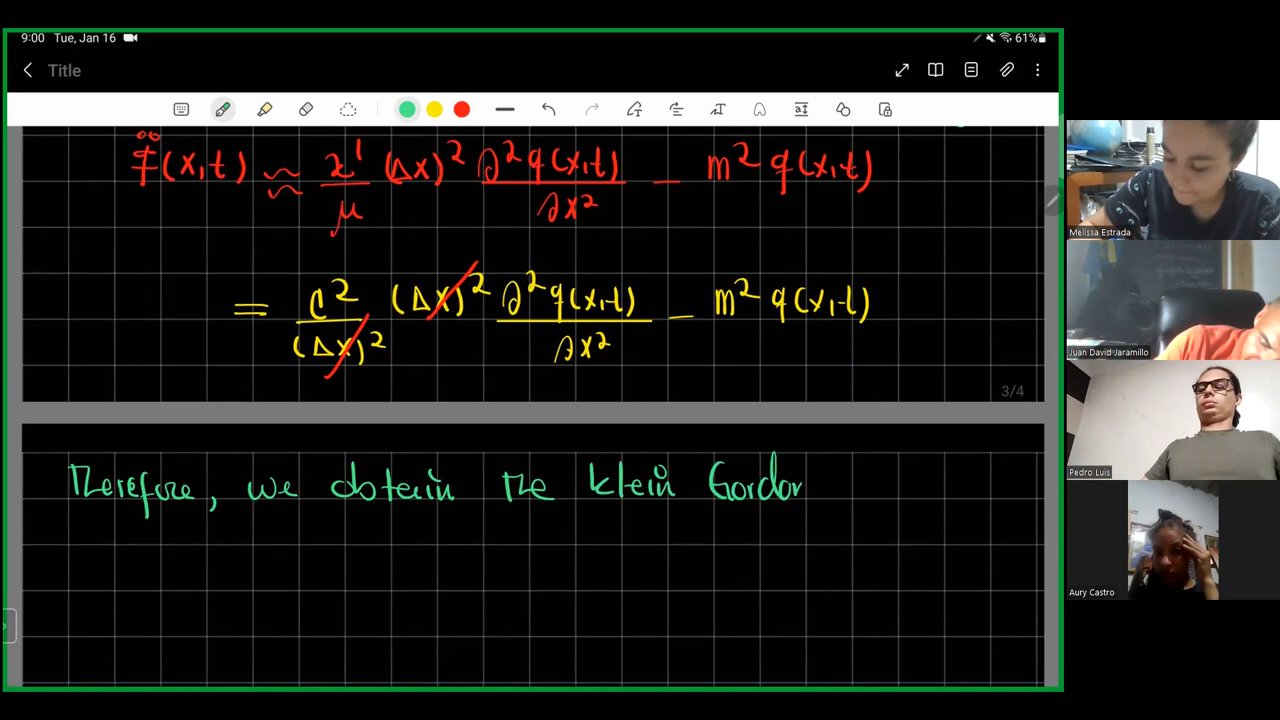 9:00 Tue, Jan 16
61%
Title
q̈(x,t) ≈ λ'/μ (Δx)² ∂²q(x,t)/∂x² - m² q(x,t)
= c²/(Δx)² (Δx)² ∂²q(x,t)/∂x² - m² q(x,t)
3/4
Therefore, we obtain the klein Gordon
Melissa Estrada
Juan David Jaramillo
Pedro Luis
Aury Castro